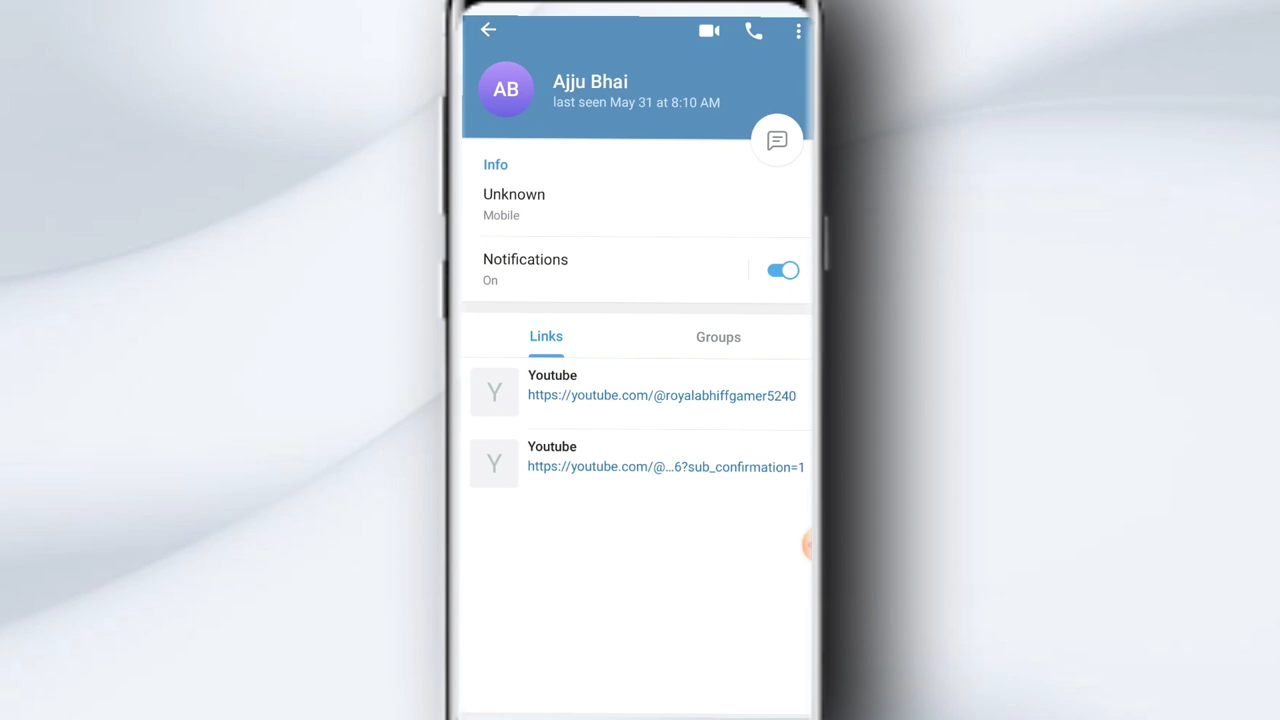 AB
Ajju Bhai
last seen May 31 at 8:10 AM
Info
Unknown
Mobile
Notifications
On
Links
Groups
Y
Youtube
https://youtube.com/@royalabhiffgamer5240
Y
Youtube
https://youtube.com/@...6?sub_confirmation=1